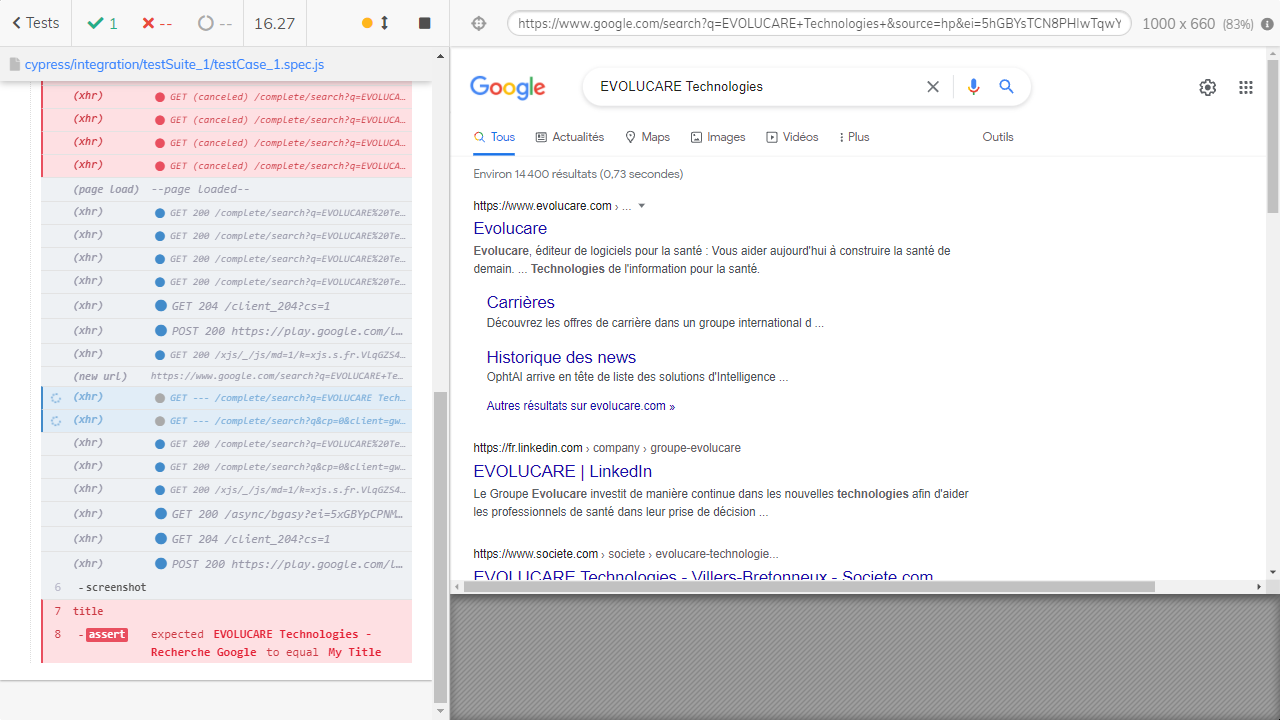 Tests
1
--
--
16.27
https://www.google.com/search?q=EVOLUCARE+Technologies+&source=hp&ei=5hGBYsTCN8PHlwTqwY
1000 x 660 (83%)
cypress/integration/testSuite_1/testCase_1.spec.js
(xhr) GET (canceled) /complete/search?q=EVOLUCA…
(xhr) GET (canceled) /complete/search?q=EVOLUCA…
(xhr) GET (canceled) /complete/search?q=EVOLUCA…
(xhr) GET (canceled) /complete/search?q=EVOLUCA…
(page load) --page loaded--
(xhr) GET 200 /complete/search?q=EVOLUCARE%20Te…
(xhr) GET 200 /complete/search?q=EVOLUCARE%20Te…
(xhr) GET 200 /complete/search?q=EVOLUCARE%20Te…
(xhr) GET 200 /complete/search?q=EVOLUCARE%20Te…
(xhr) GET 204 /client_204?cs=1
(xhr) POST 200 https://play.google.com/l…
(xhr) GET 200 /xjs/_/js/md=1/k=xjs.s.fr.VLqGZS4…
(new url) https://www.google.com/search?q=EVOLUCARE+Te…
(xhr) GET --- /complete/search?q=EVOLUCARE Tech…
(xhr) GET --- /complete/search?q&cp=0&client=gw…
(xhr) GET 200 /complete/search?q=EVOLUCARE%20Te…
(xhr) GET 200 /complete/search?q&cp=0&client=gw…
(xhr) GET 200 /xjs/_/js/md=1/k=xjs.s.fr.VLqGZS4…
(xhr) GET 200 /async/bgasy?ei=5xGBYpCPNM…
(xhr) GET 204 /client_204?cs=1
(xhr) POST 200 https://play.google.com/l…
6 -screenshot
7 title
8 -assert expected EVOLUCARE Technologies -
Recherche Google to equal My Title
Google
EVOLUCARE Technologies
Tous
Actualités
Maps
Images
Vidéos
Plus
Outils
Environ 14 400 résultats (0,73 secondes)
https://www.evolucare.com › ...
Evolucare
Evolucare, éditeur de logiciels pour la santé : Vous aider aujourd'hui à construire la santé de
demain. ... Technologies de l'information pour la santé.
Carrières
Découvrez les offres de carrière dans un groupe international d ...
Historique des news
OphtAI arrive en tête de liste des solutions d'Intelligence ...
Autres résultats sur evolucare.com »
https://fr.linkedin.com › company › groupe-evolucare
EVOLUCARE | LinkedIn
Le Groupe Evolucare investit de manière continue dans les nouvelles technologies afin d'aider
les professionnels de santé dans leur prise de décision ...
https://www.societe.com › societe › evolucare-technologie...
EVOLUCARE Technologies - Villers-Bretonneux - Societe.com